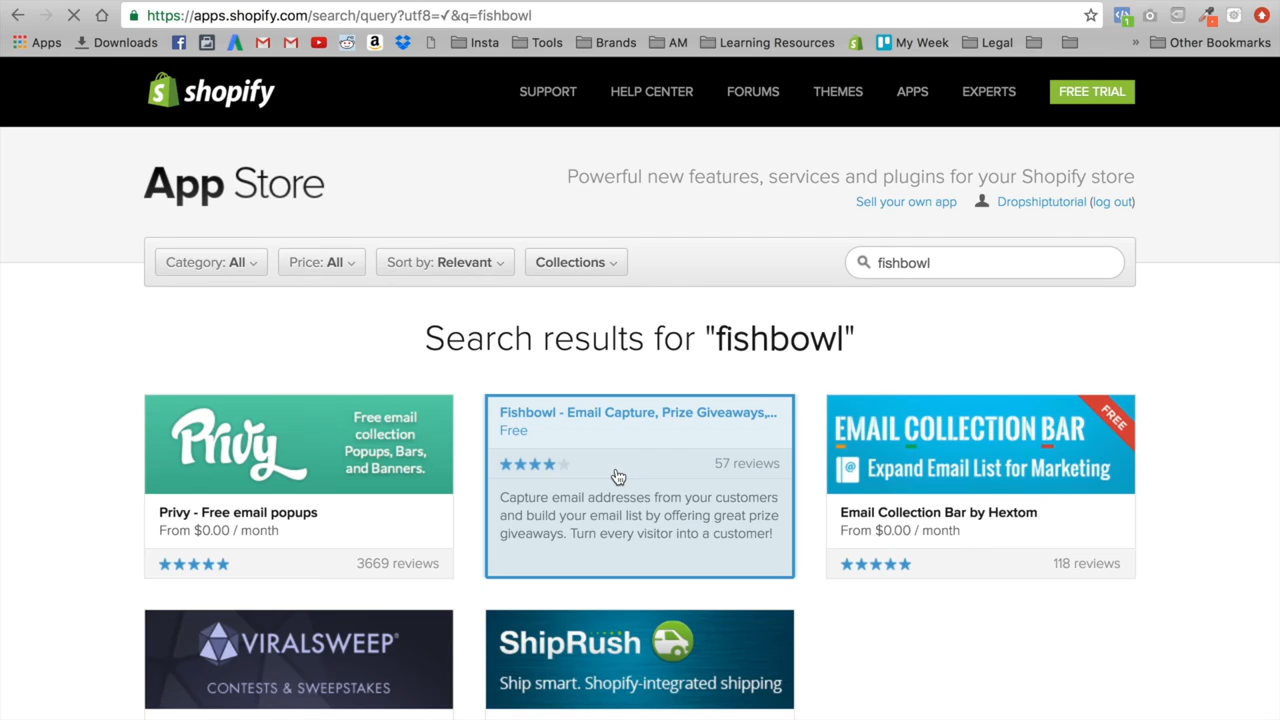 https://apps.shopify.com/search/query?utf8=✓&q=fishbowl
Apps Downloads Insta Tools Brands AM Learning Resources My Week Legal » Other Bookmarks
1
shopify
SUPPORT HELP CENTER FORUMS THEMES APPS EXPERTS FREE TRIAL
App Store
Powerful new features, services and plugins for your Shopify store
Sell your own app Dropshiptutorial (log out)
Category: All Price: All Sort by: Relevant Collections fishbowl
Search results for "fishbowl"
Privy
Free email
collection
Popups, Bars,
and Banners.
Privy - Free email popups
From $0.00 / month
3669 reviews
Fishbowl - Email Capture, Prize Giveaways,...
Free
57 reviews
Capture email addresses from your customers
and build your email list by offering great prize
giveaways. Turn every visitor into a customer!
EMAIL COLLECTION BAR
FREE
Expand Email List for Marketing
Email Collection Bar by Hextom
From $0.00 / month
118 reviews
VIRALSWEEP®
CONTESTS & SWEEPSTAKES
ShipRush
Ship smart. Shopify-integrated shipping